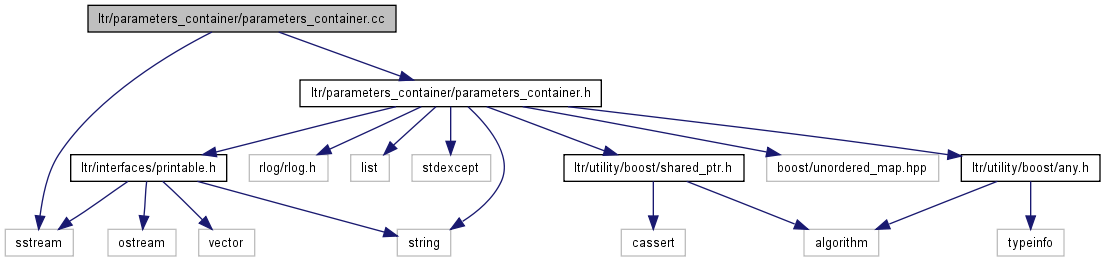 ltr/parameters_container/parameters_container.cc
ltr/parameters_container/parameters_container.h
ltr/interfaces/printable.h
rlog/rlog.h
list
stdexcept
ltr/utility/boost/shared_ptr.h
boost/unordered_map.hpp
ltr/utility/boost/any.h
sstream
ostream
vector
string
cassert
algorithm
typeinfo